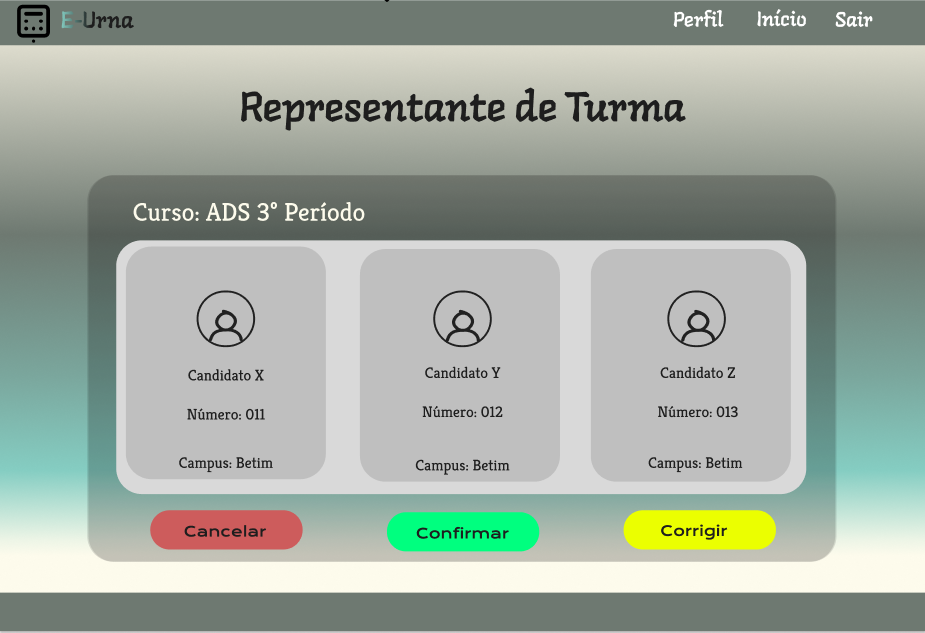 E-Urna Perfil Início Sair
Representante de Turma
Curso: ADS 3° Período
Candidato X
Número: 011
Campus: Betim
Candidato Y
Número: 012
Campus: Betim
Candidato Z
Número: 013
Campus: Betim
Cancelar Confirmar Corrigir